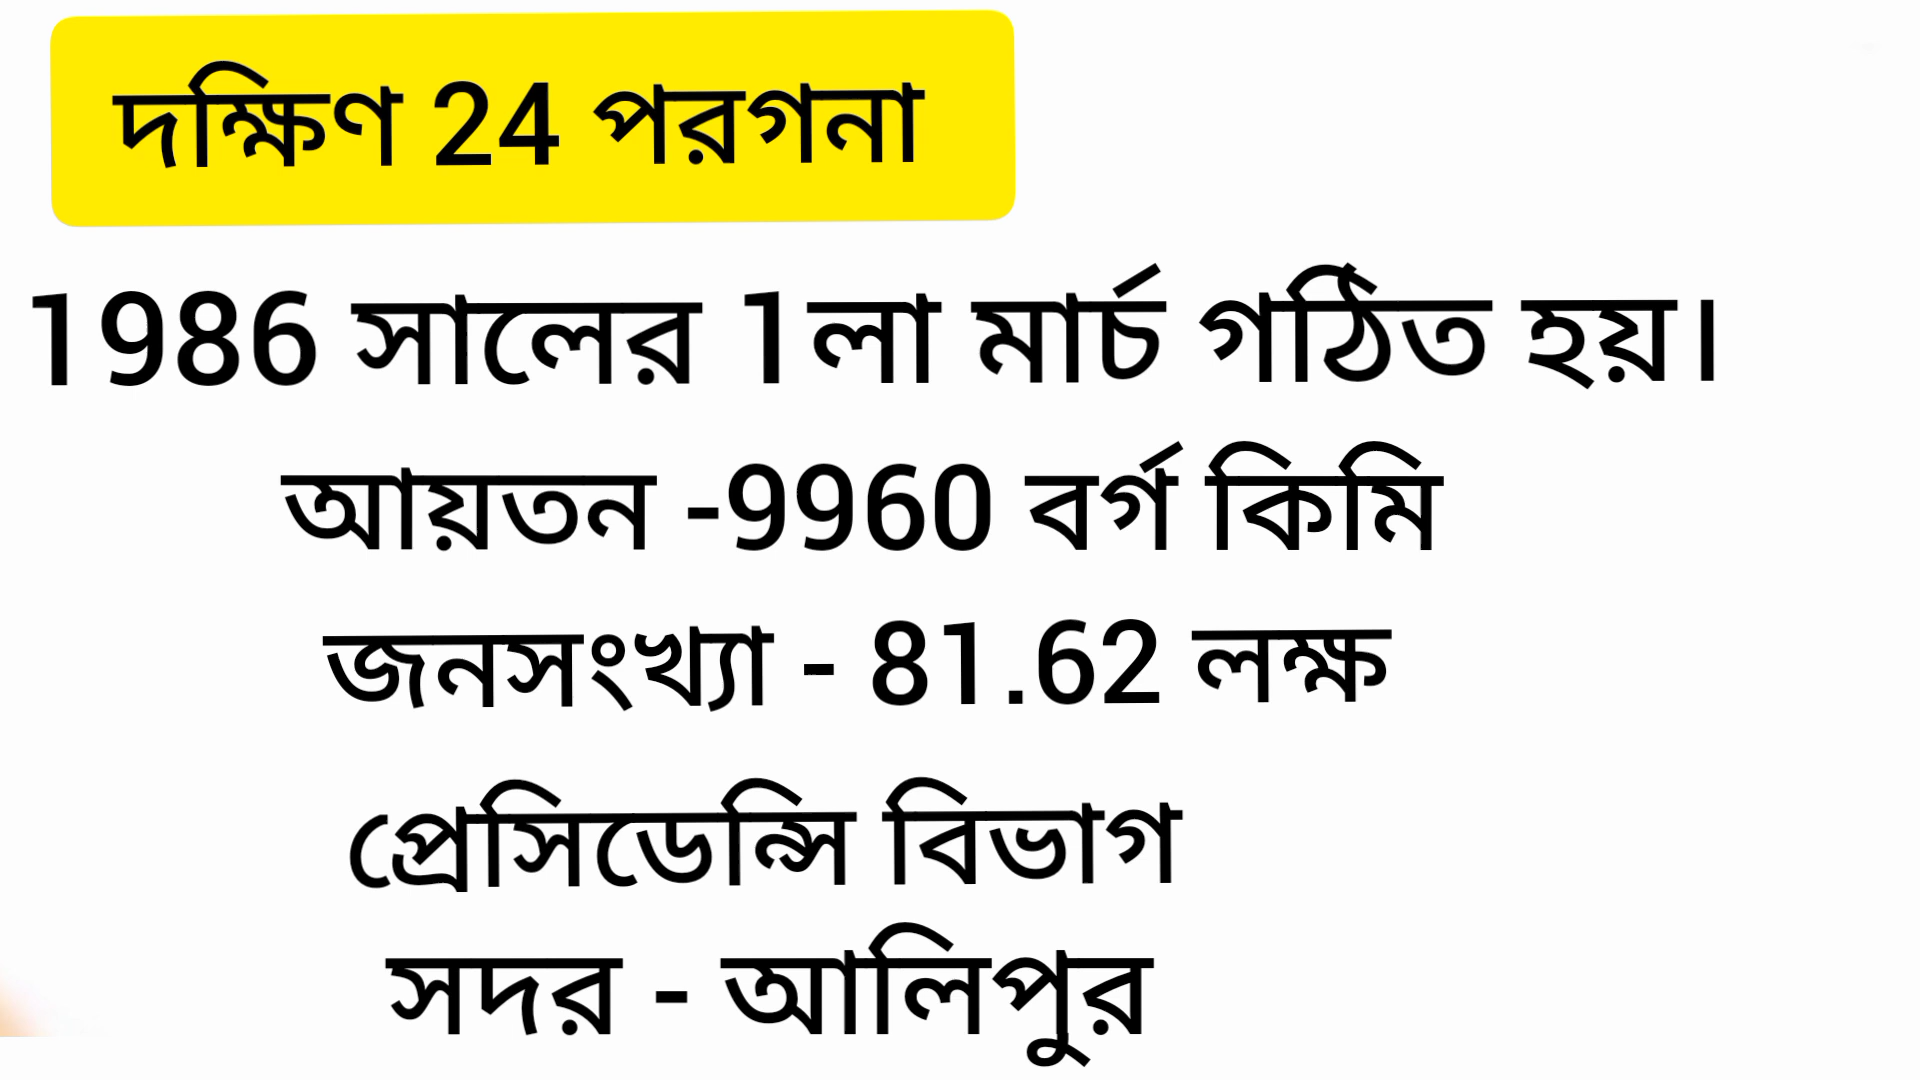 দক্ষিণ 24 পরগনা
1986 সালের 1লা মার্চ গঠিত হয়।
আয়তন -9960 বর্গ কিমি
জনসংখ্যা - 81.62 লক্ষ
প্রেসিডেন্সি বিভাগ
সদর - আলিপুর